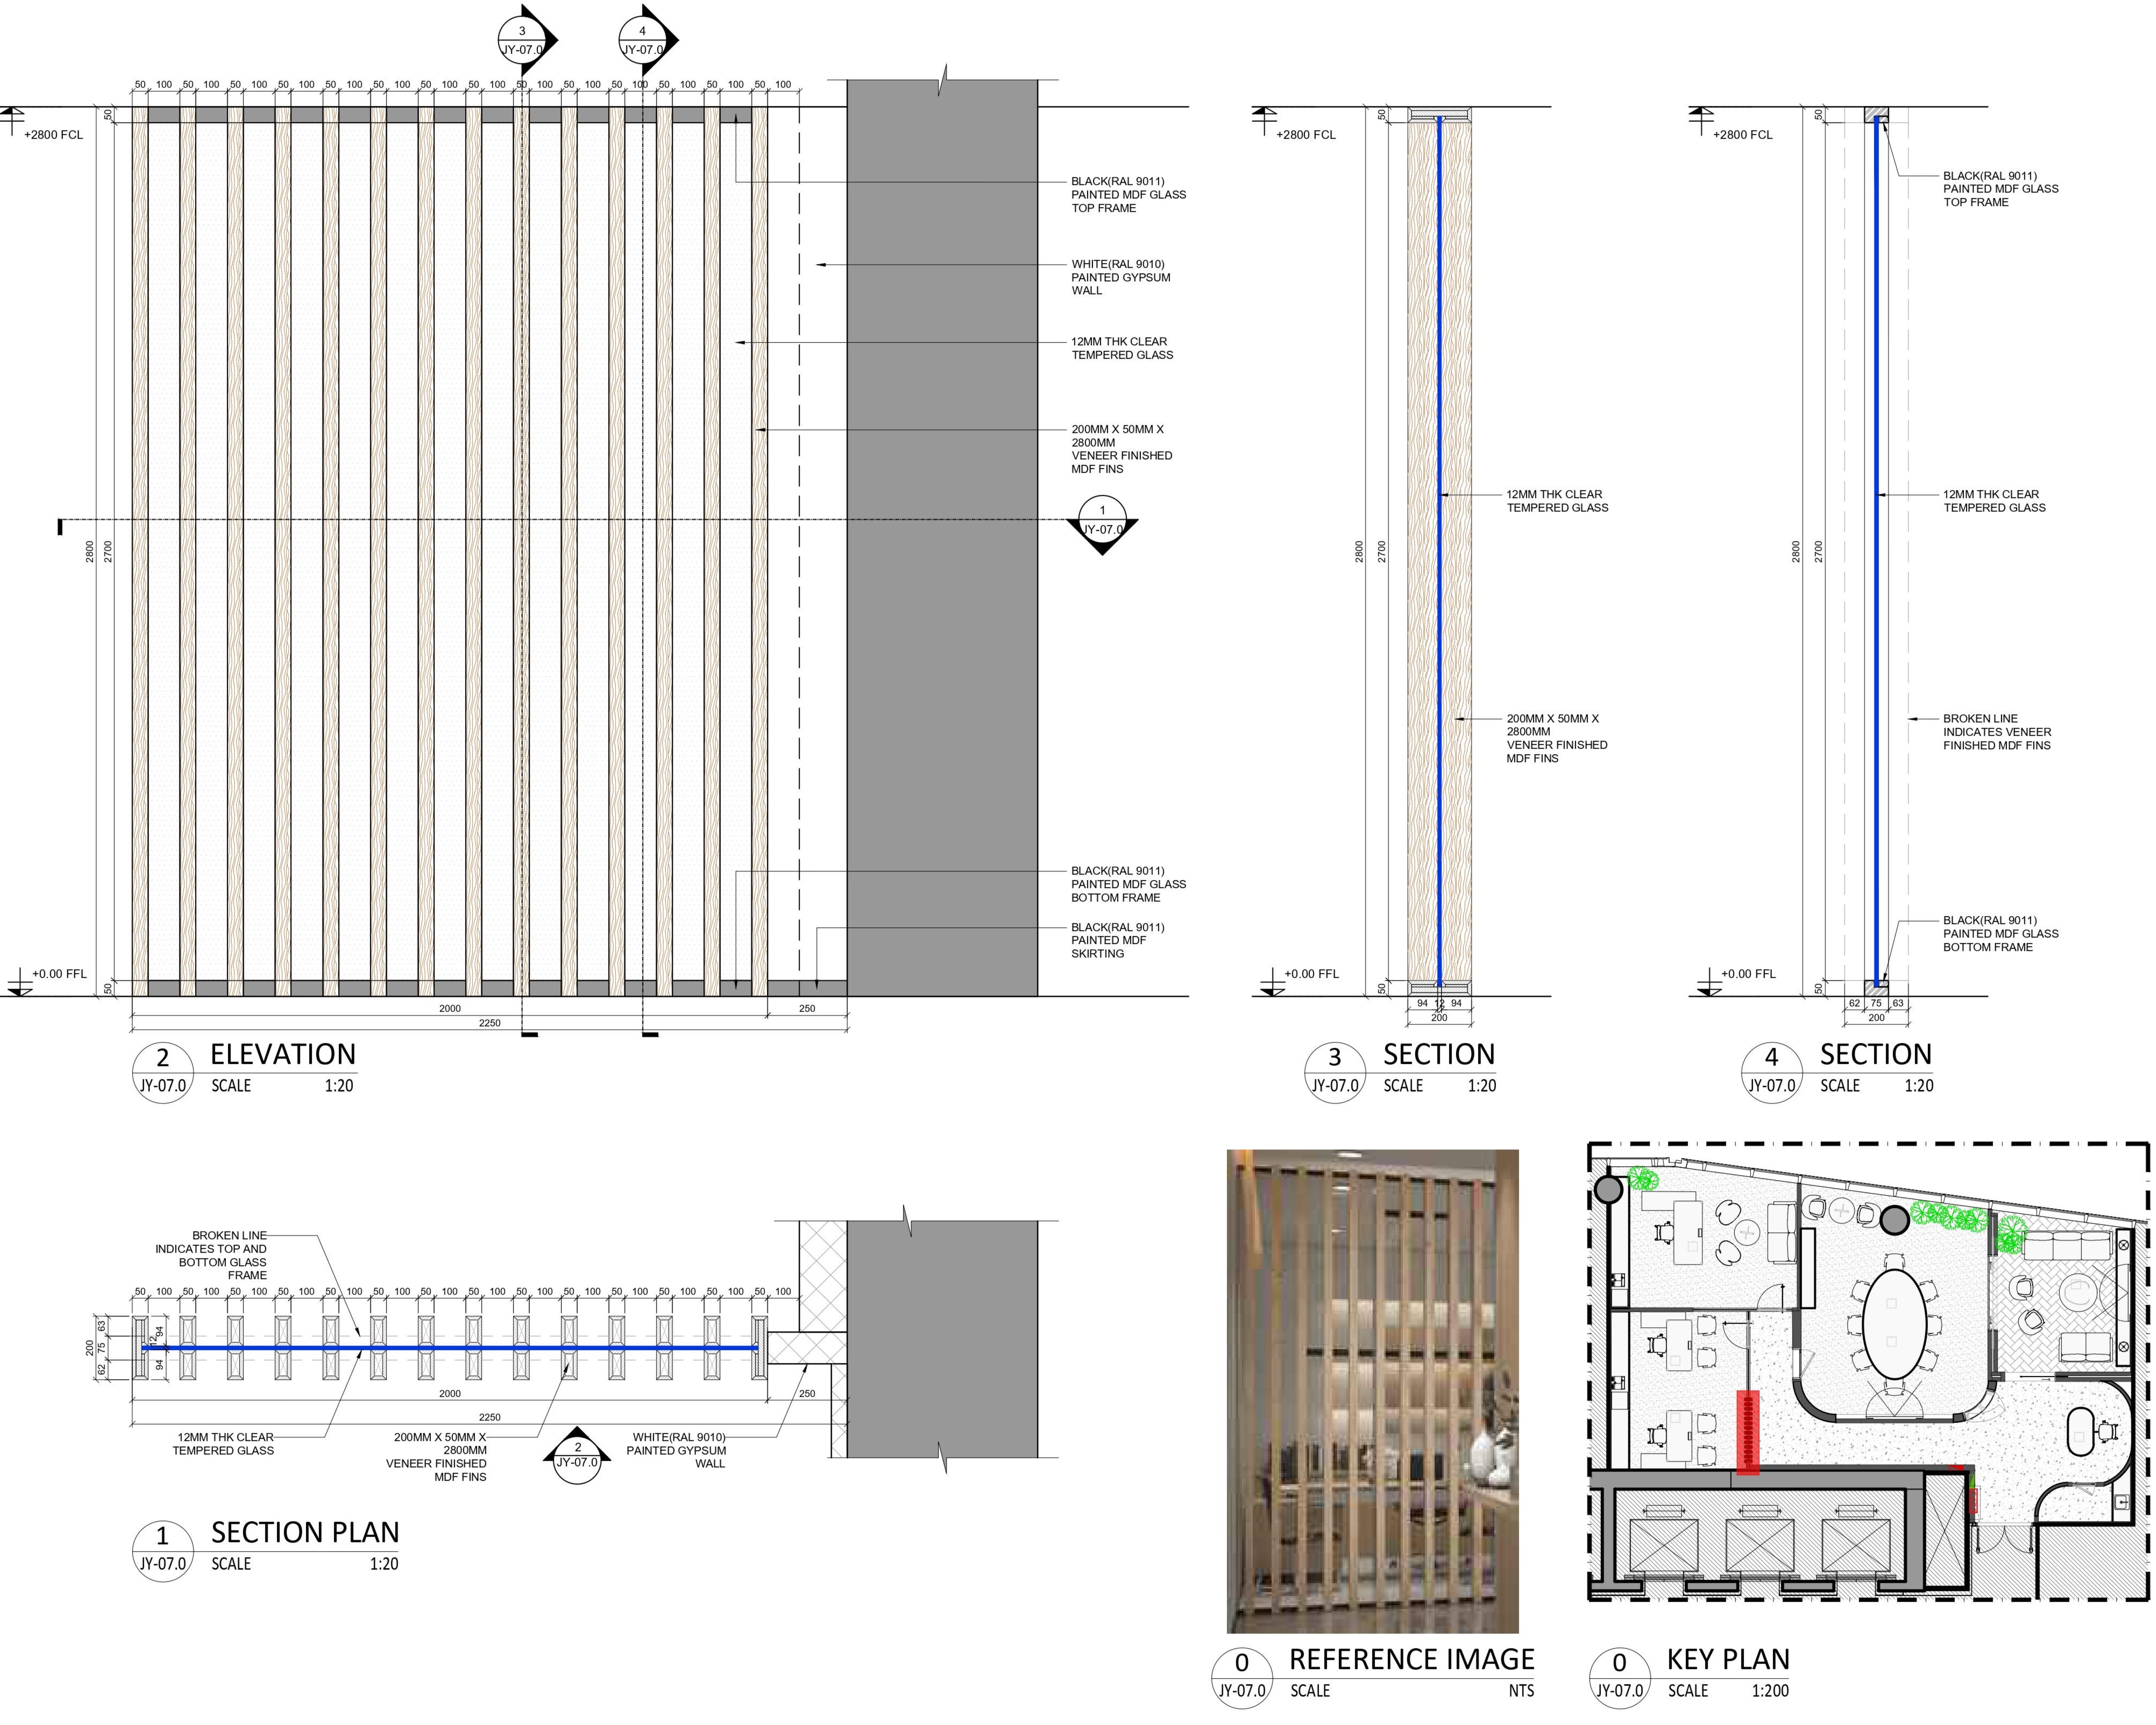 3
JY-07.0
4
JY-07.0
50 100 50 100 50 100 50 100 50 100 50 100 50 100 50 100 50 100 50 100 50 100 50 100 50 100 50 100
+2800 FCL
50
2800
2700
50
+0.00 FFL
BLACK(RAL 9011)
PAINTED MDF GLASS
TOP FRAME
WHITE(RAL 9010)
PAINTED GYPSUM
WALL
12MM THK CLEAR
TEMPERED GLASS
200MM X 50MM X
2800MM
VENEER FINISHED
MDF FINS
1
JY-07.0
BLACK(RAL 9011)
PAINTED MDF GLASS
BOTTOM FRAME
BLACK(RAL 9011)
PAINTED MDF
SKIRTING
2000
250
2250
2
JY-07.0
ELEVATION
SCALE 1:20
+2800 FCL
50
2800
2700
12MM THK CLEAR
TEMPERED GLASS
200MM X 50MM X
2800MM
VENEER FINISHED
MDF FINS
+0.00 FFL
50
94 12 94
200
3
JY-07.0
SECTION
SCALE 1:20
+2800 FCL
50
BLACK(RAL 9011)
PAINTED MDF GLASS
TOP FRAME
12MM THK CLEAR
TEMPERED GLASS
2800
2700
BROKEN LINE
INDICATES VENEER
FINISHED MDF FINS
BLACK(RAL 9011)
PAINTED MDF GLASS
BOTTOM FRAME
+0.00 FFL
50
62 75 63
200
4
JY-07.0
SECTION
SCALE 1:20
BROKEN LINE
INDICATES TOP AND
BOTTOM GLASS
FRAME
50 100 50 100 50 100 50 100 50 100 50 100 50 100 50 100 50 100 50 100 50 100 50 100 50 100 50 100
200
63
75
62
94
12
94
2000
250
2250
12MM THK CLEAR
TEMPERED GLASS
200MM X 50MM X
2800MM
VENEER FINISHED
MDF FINS
2
JY-07.0
WHITE(RAL 9010)
PAINTED GYPSUM
WALL
1
JY-07.0
SECTION PLAN
SCALE 1:20
0
JY-07.0
REFERENCE IMAGE
SCALE NTS
0
JY-07.0
KEY PLAN
SCALE 1:200